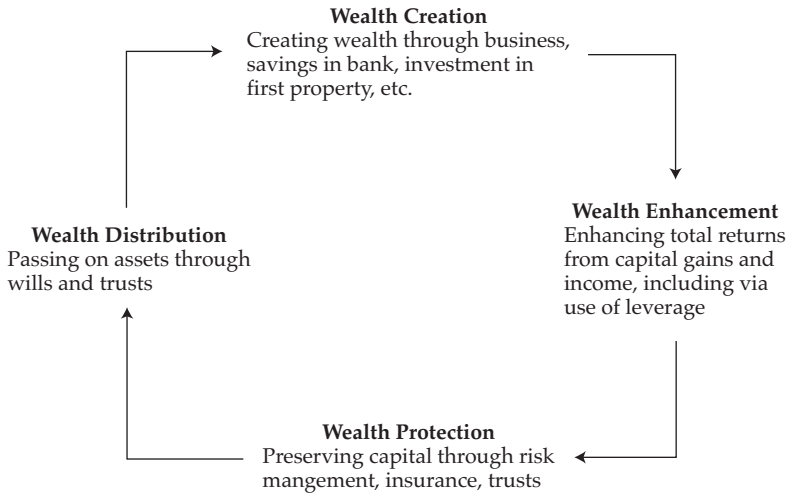 Wealth Creation
Creating wealth through business,
savings in bank, investment in
first property, etc.
Wealth Enhancement
Enhancing total returns
from capital gains and
income, including via
use of leverage
Wealth Protection
Preserving capital through risk
mangement, insurance, trusts
Wealth Distribution
Passing on assets through
wills and trusts